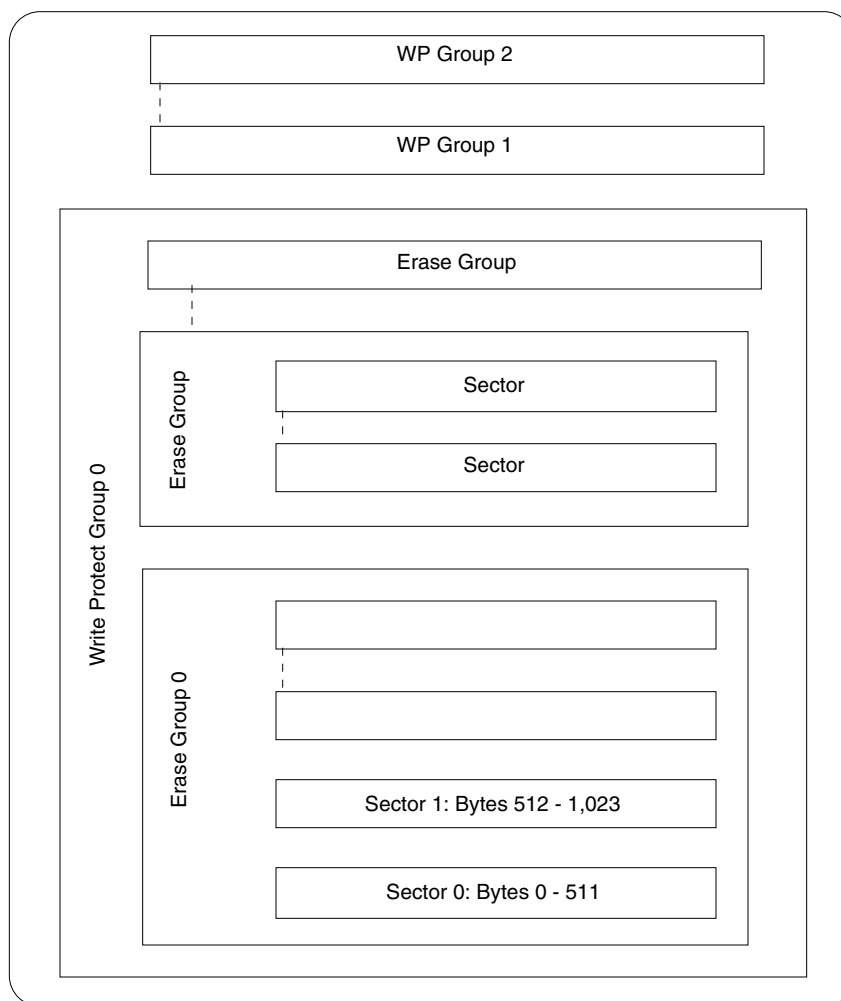 WP Group 2
WP Group 1
Write Protect Group 0
Erase Group
Erase Group
Sector
Sector
Erase Group 0
Sector 1: Bytes 512 - 1,023
Sector 0: Bytes 0 - 511